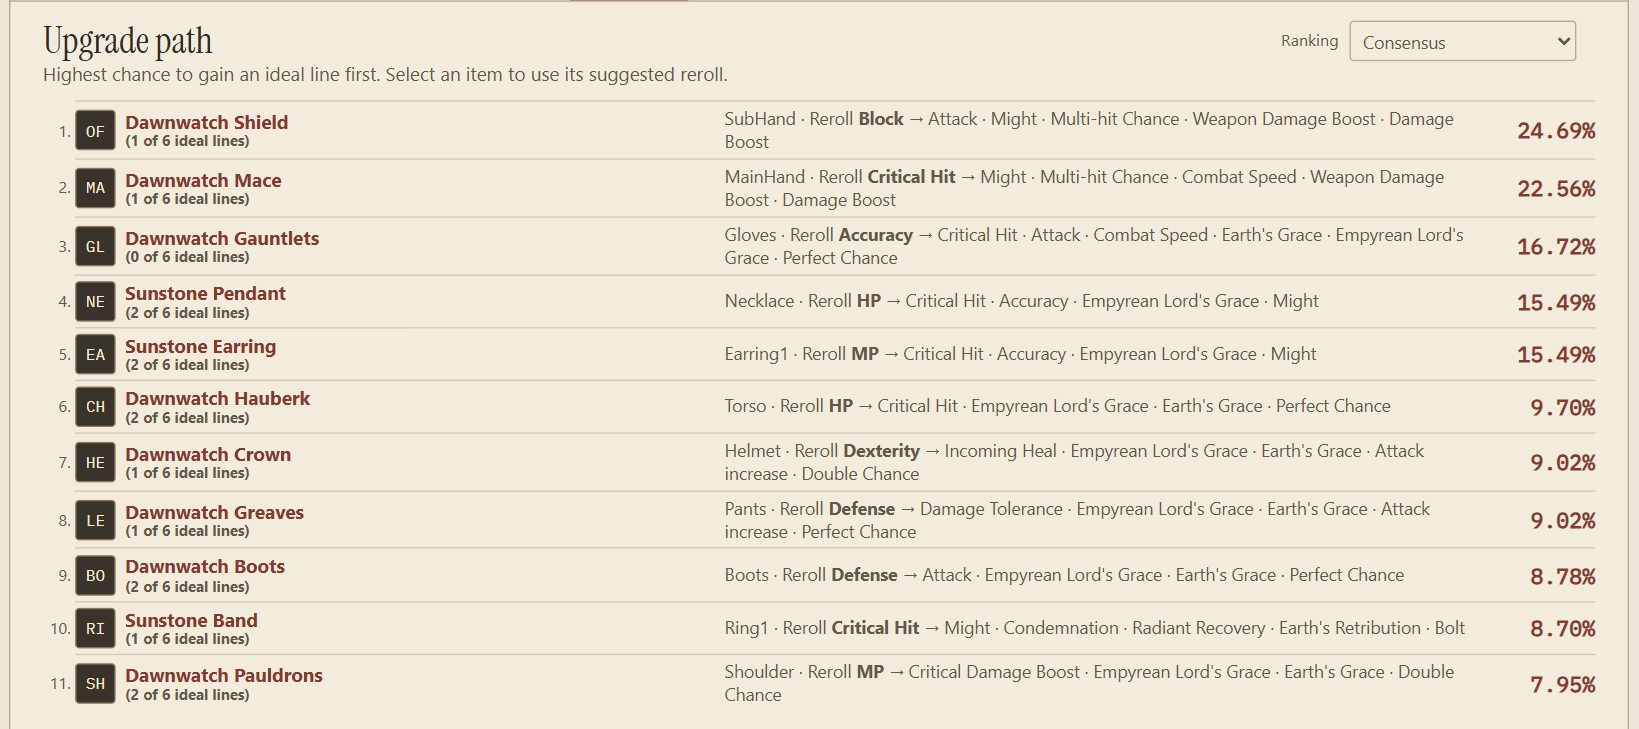 Upgrade path
Ranking
Consensus
Highest chance to gain an ideal line first. Select an item to use its suggested reroll.
1. OF Dawnwatch Shield
(1 of 6 ideal lines)
SubHand · Reroll Block → Attack · Might · Multi-hit Chance · Weapon Damage Boost · Damage
Boost
24.69%
2. MA Dawnwatch Mace
(1 of 6 ideal lines)
MainHand · Reroll Critical Hit → Might · Multi-hit Chance · Combat Speed · Weapon Damage
Boost · Damage Boost
22.56%
3. GL Dawnwatch Gauntlets
(0 of 6 ideal lines)
Gloves · Reroll Accuracy → Critical Hit · Attack · Combat Speed · Earth's Grace · Empyrean Lord's
Grace · Perfect Chance
16.72%
4. NE Sunstone Pendant
(2 of 6 ideal lines)
Necklace · Reroll HP → Critical Hit · Accuracy · Empyrean Lord's Grace · Might
15.49%
5. EA Sunstone Earring
(2 of 6 ideal lines)
Earring1 · Reroll MP → Critical Hit · Accuracy · Empyrean Lord's Grace · Might
15.49%
6. CH Dawnwatch Hauberk
(2 of 6 ideal lines)
Torso · Reroll HP → Critical Hit · Empyrean Lord's Grace · Earth's Grace · Perfect Chance
9.70%
7. HE Dawnwatch Crown
(1 of 6 ideal lines)
Helmet · Reroll Dexterity → Incoming Heal · Empyrean Lord's Grace · Earth's Grace · Attack
increase · Double Chance
9.02%
8. LE Dawnwatch Greaves
(1 of 6 ideal lines)
Pants · Reroll Defense → Damage Tolerance · Empyrean Lord's Grace · Earth's Grace · Attack
increase · Perfect Chance
9.02%
9. BO Dawnwatch Boots
(2 of 6 ideal lines)
Boots · Reroll Defense → Attack · Empyrean Lord's Grace · Earth's Grace · Perfect Chance
8.78%
10. RI Sunstone Band
(1 of 6 ideal lines)
Ring1 · Reroll Critical Hit → Might · Condemnation · Radiant Recovery · Earth's Retribution · Bolt
8.70%
11. SH Dawnwatch Pauldrons
(2 of 6 ideal lines)
Shoulder · Reroll MP → Critical Damage Boost · Empyrean Lord's Grace · Earth's Grace · Double
Chance
7.95%